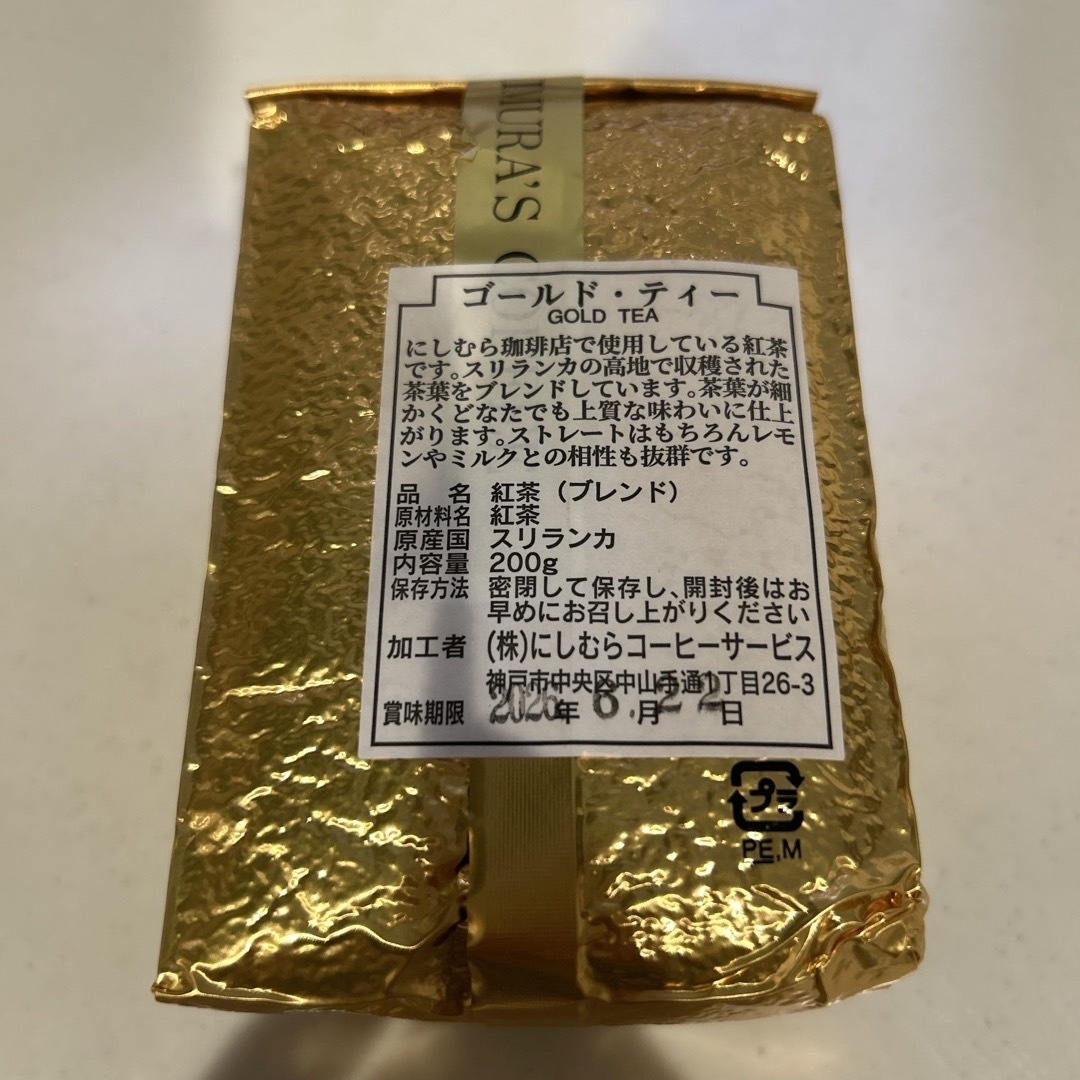 IMURA'S GOL
ゴールド・ティー
GOLD TEA
にしむら珈琲店で使用している紅茶
です。スリランカの高地で収穫された
茶葉をブレンドしています。茶葉が細
かくどなたでも上質な味わいに仕上
がります。ストレートはもちろんレモ
ンやミルクとの相性も抜群です。
品 名 紅茶（ブレンド）
原材料名 紅茶
原産国 スリランカ
内容量 200g
保存方法 密閉して保存し、開封後はお
早めにお召し上がりください
加工者 (株)にしむらコーヒーサービス
神戸市中央区中山手通1丁目26-3
賞味期限 2026年 6.月22日
プラ
PE,M